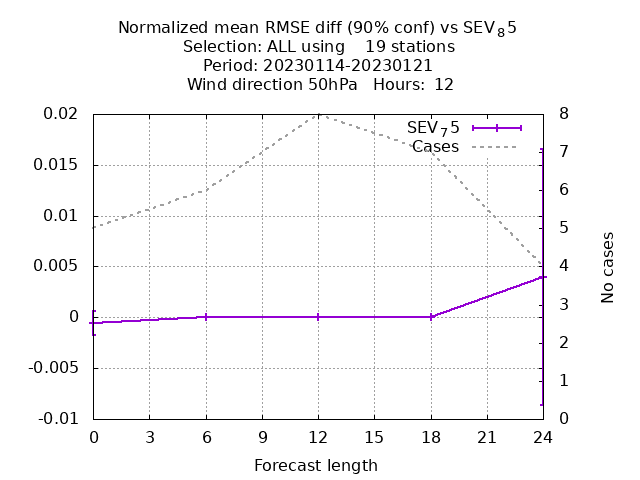 Normalized mean RMSE diff (90% conf) vs SEV₈5
Selection: ALL using 19 stations
Period: 20230114-20230121
Wind direction 50hPa Hours: 12
SEV₇5
Cases
0.02
0.015
0.01
0.005
0
-0.005
-0.01
8
7
6
5
4
3
2
1
0
No cases
0 3 6 9 12 15 18 21 24
Forecast length